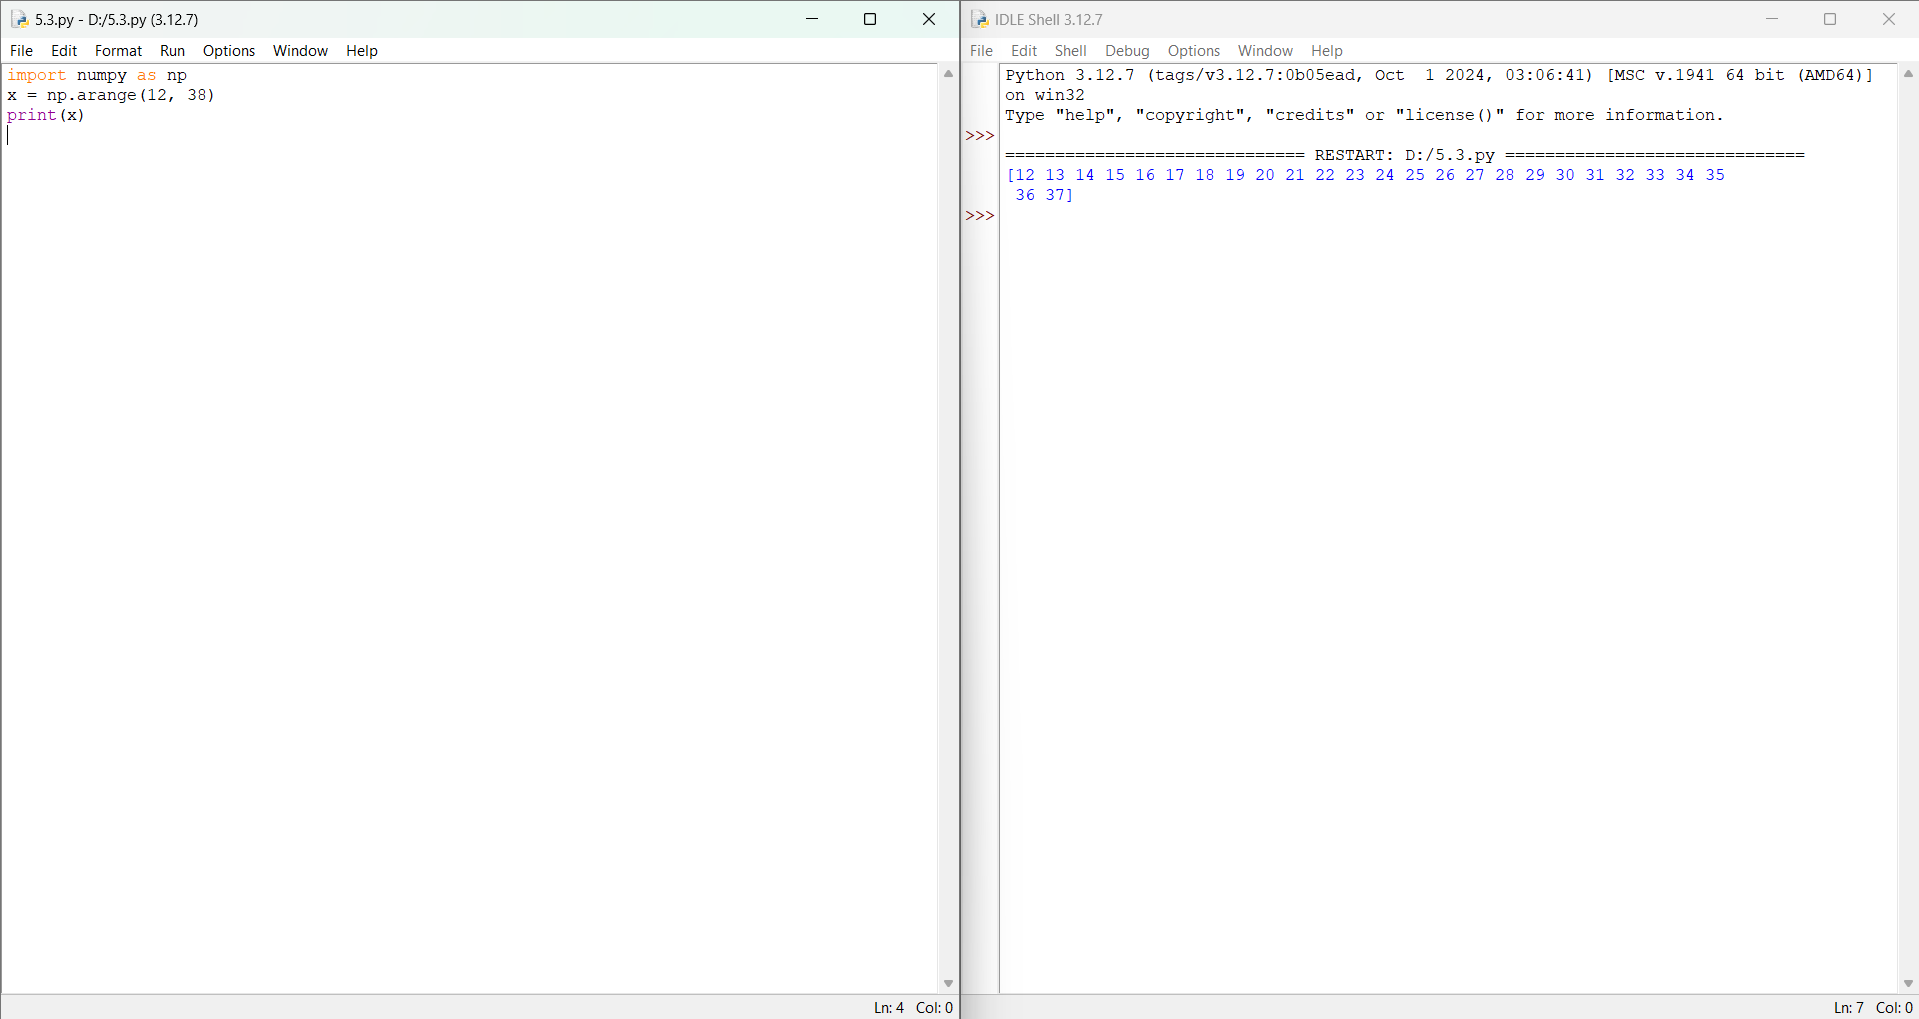 5.3.py - D:/5.3.py (3.12.7)
File Edit Format Run Options Window Help
import numpy as np
x = np.arange(12, 38)
print(x)
Ln: 4 Col: 0
IDLE Shell 3.12.7
File Edit Shell Debug Options Window Help
Python 3.12.7 (tags/v3.12.7:0b05ead, Oct  1 2024, 03:06:41) [MSC v.1941 64 bit (AMD64)]
on win32
Type "help", "copyright", "credits" or "license()" for more information.
>>>
============================== RESTART: D:/5.3.py ==============================
[12 13 14 15 16 17 18 19 20 21 22 23 24 25 26 27 28 29 30 31 32 33 34 35
 36 37]
>>>
Ln: 7 Col: 0